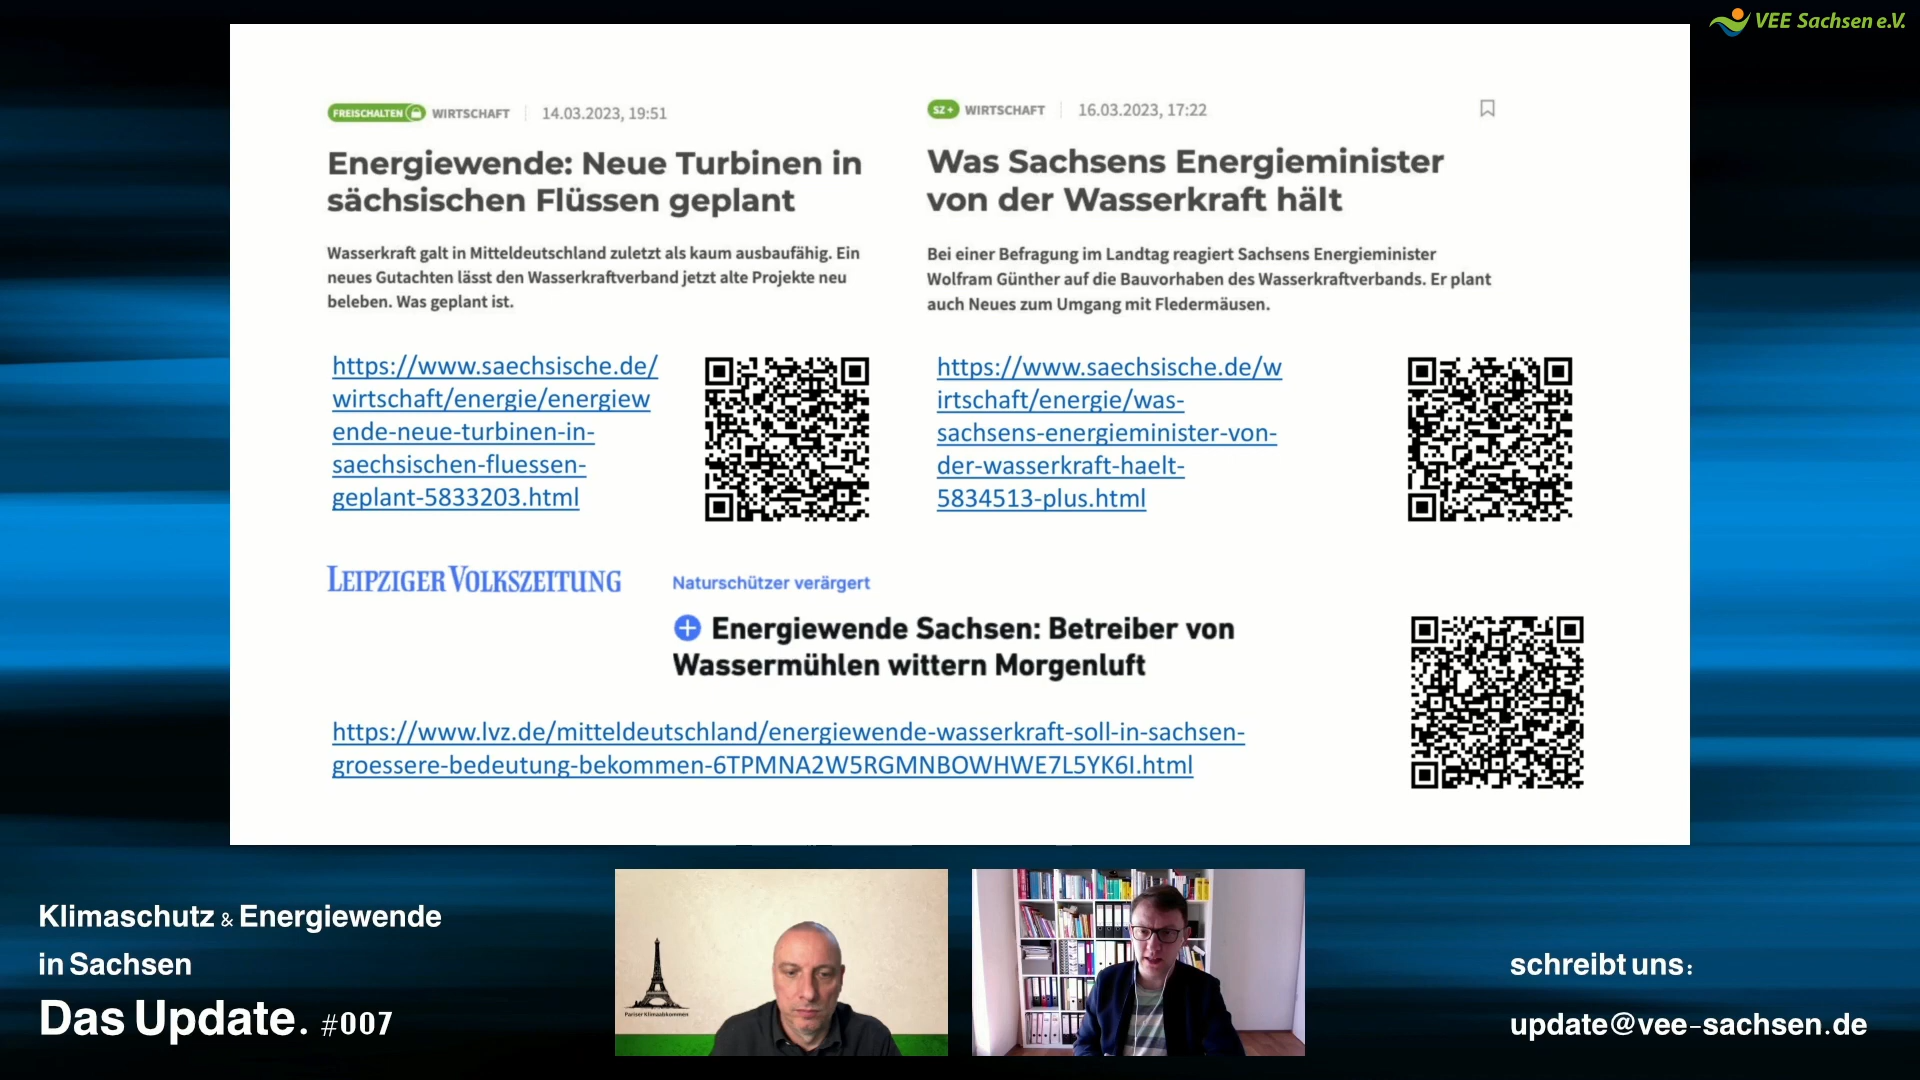 VEE Sachsen e.V.
FREISCHALTEN WIRTSCHAFT 14.03.2023, 19:51
Energiewende: Neue Turbinen in
sächsischen Flüssen geplant
Wasserkraft galt in Mitteldeutschland zuletzt als kaum ausbaufähig. Ein
neues Gutachten lässt den Wasserkraftverband jetzt alte Projekte neu
beleben. Was geplant ist.
https://www.saechsische.de/
wirtschaft/energie/energiew
ende-neue-turbinen-in-
saechsischen-fluessen-
geplant-5833203.html
SZ+ WIRTSCHAFT 16.03.2023, 17:22
Was Sachsens Energieminister
von der Wasserkraft hält
Bei einer Befragung im Landtag reagiert Sachsens Energieminister
Wolfram Günther auf die Bauvorhaben des Wasserkraftverbands. Er plant
auch Neues zum Umgang mit Fledermäusen.
https://www.saechsische.de/w
irtschaft/energie/was-
sachsens-energieminister-von-
der-wasserkraft-haelt-
5834513-plus.html
LEIPZIGER VOLKSZEITUNG
Naturschützer verärgert
Energiewende Sachsen: Betreiber von
Wassermühlen wittern Morgenluft
https://www.lvz.de/mitteldeutschland/energiewende-wasserkraft-soll-in-sachsen-
groessere-bedeutung-bekommen-6TPMNA2W5RGMNBOWHWE7L5YK6I.html
Klimaschutz & Energiewende
in Sachsen
Das Update. #007
Pariser Klimaabkommen
schreibt uns:
update@vee-sachsen.de